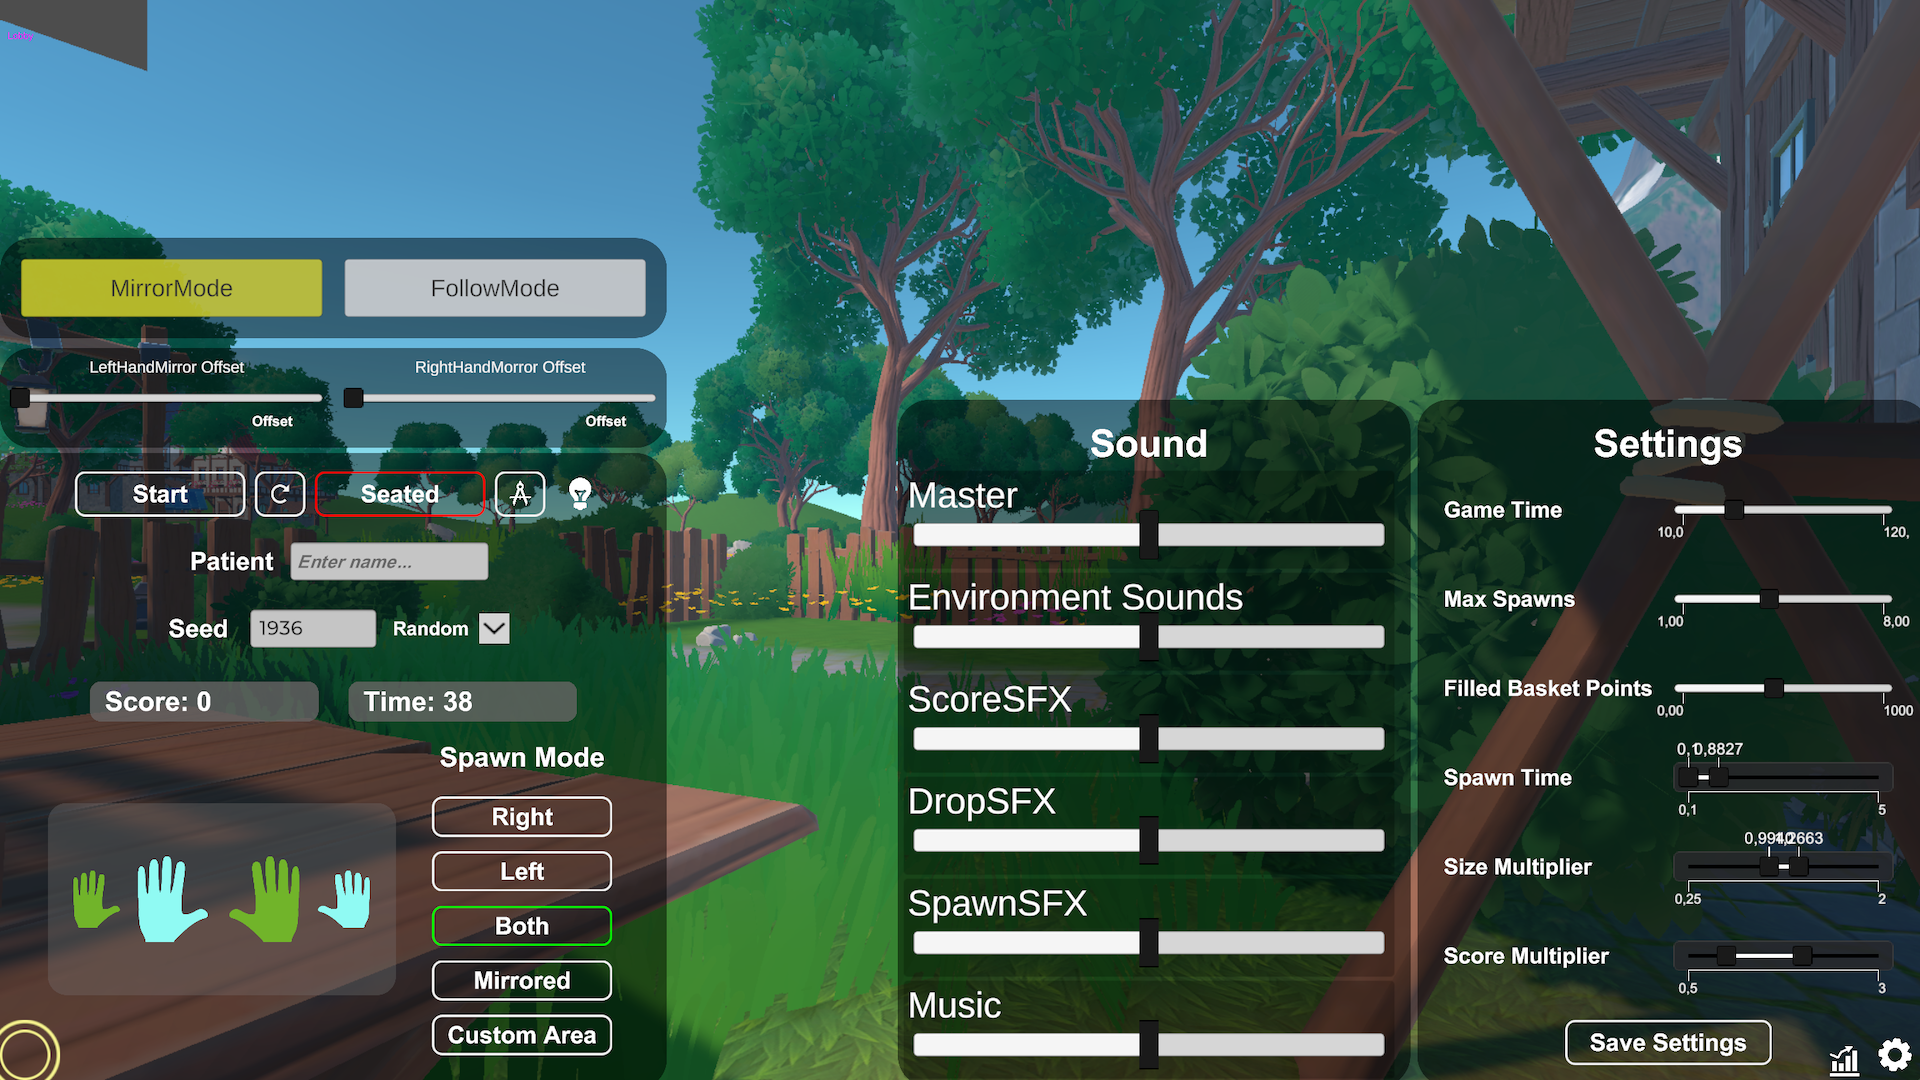 Lobby
MirrorMode
FollowMode
LeftHandMirror Offset
RightHandMorror Offset
Offset
Offset
Start
Seated
Patient
Enter name...
Seed
1936
Random
Score: 0
Time: 38
Spawn Mode
Right
Left
Both
Mirrored
Custom Area
Sound
Master
Environment Sounds
ScoreSFX
DropSFX
SpawnSFX
Music
Settings
Game Time
10,0
120,
Max Spawns
1,00
8,00
Filled Basket Points
0,00
1000
0,1
0,8827
Spawn Time
0,1
5
Size Multiplier
0,25
2
Score Multiplier
0,5
3
Save Settings